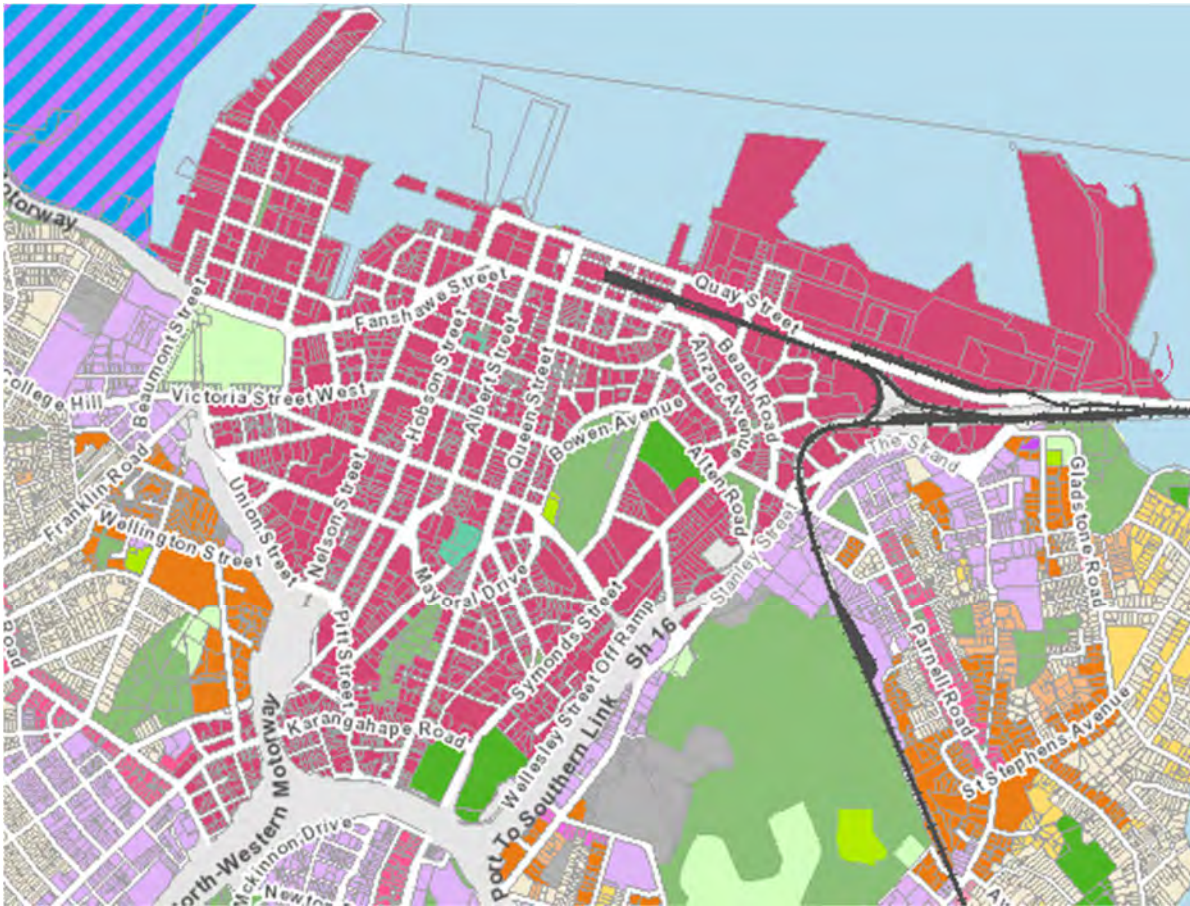 otorway
Quay Street
Fanshawe Street
Beaumont Street
Hobson Street
Albert Street
Queen Street
Beach Road
Anzac Avenue
College Hill
Victoria Street West
Bowen Avenue
Alten Road
The Strand
Gladstone Road
Franklin Road
Union Street
Nelson Street
Wellington Street
Stanley Street
Mayoral Drive
Pitt Street
Symonds Street
Wellesley Street Off Ramp
Sh 16
Parnell Road
Karangahape Road
St Stephens Avenue
Port To Southern Link
North-Western Motorway
Mckinnon Drive
Newton